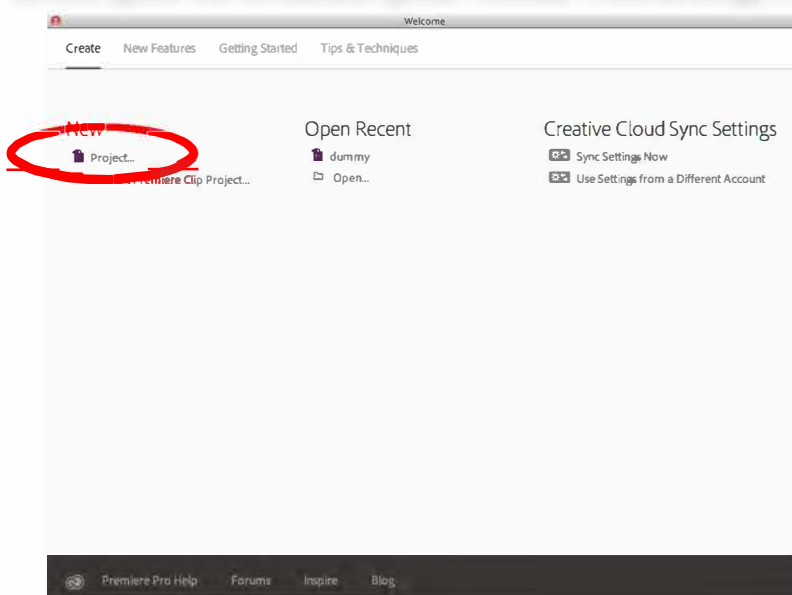 Welcome
Create New Features Getting Started Tips & Techniques
New
Project...
Premiere Clip Project...
Open Recent
dummy
Open...
Creative Cloud Sync Settings
Sync Settings Now
Use Settings from a Different Account
Premiere Pro Help Forums Inspire Blog